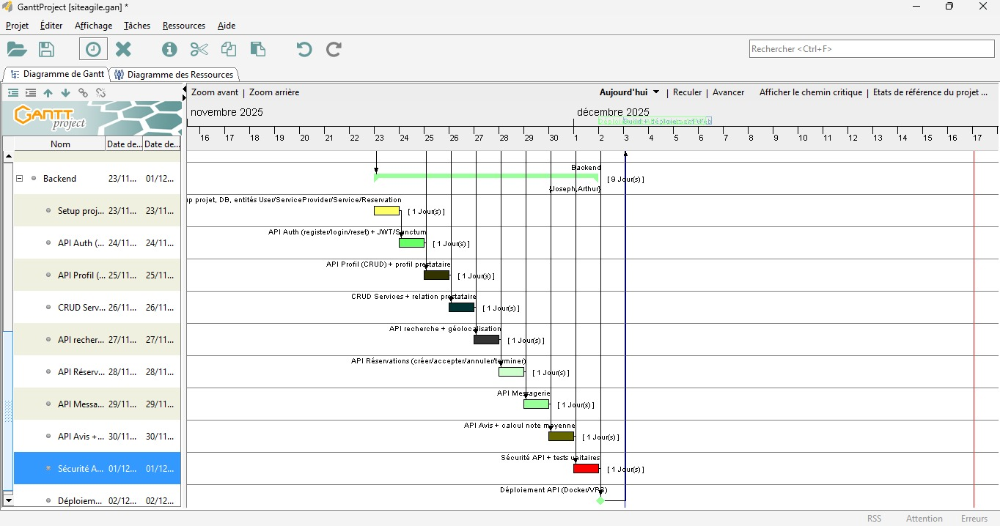 GanttProject [siteagile.gan] *
Projet Éditer Affichage Tâches Ressources Aide
Rechercher <Ctrl+F>
Diagramme de Gantt Diagramme des Ressources
Zoom avant | Zoom arrière Aujourd'hui | Reculer | Avancer Afficher le chemin critique | Etats de référence du projet ...
GANTT project
novembre 2025 décembre 2025
16 17 18 19 20 21 22 23 24 25 26 27 28 29 30 1 2 3 4 5 6 7 8 9 10 11 12 13 14 15 16 17
Nom Date de... Date de...
Backend
Backend 23/11... 01/12... [ 9 Jour(s) ]
{Joseph,Arthur}
up projet, DB, entités User/ServiceProvider/Service/Reservation
Setup proj... 23/11... 23/11... [ 1 Jour(s) ]
API Auth (register/login/reset) + JWT/Sanctum
API Auth (... 24/11... 24/11... [ 1 Jour(s) ]
API Profil (CRUD) + profil prestataire
API Profil (... 25/11... 25/11... [ 1 Jour(s) ]
CRUD Services + relation prestataire
CRUD Serv... 26/11... 26/11... [ 1 Jour(s) ]
API recherche + géolocalisation
API recher... 27/11... 27/11... [ 1 Jour(s) ]
API Réservations (créer/accepter/annuler/terminer)
API Réserv... 28/11... 28/11... [ 1 Jour(s) ]
API Messagerie
API Messa... 29/11... 29/11... [ 1 Jour(s) ]
API Avis + calcul note moyenne
API Avis +... 30/11... 30/11... [ 1 Jour(s) ]
Sécurité API + tests unitaires
Sécurité A... 01/12... 01/12... [ 1 Jour(s) ]
Déploiement API (Docker/VPS)
Déploiem... 02/12... 02/12...
RSS Attention Erreurs